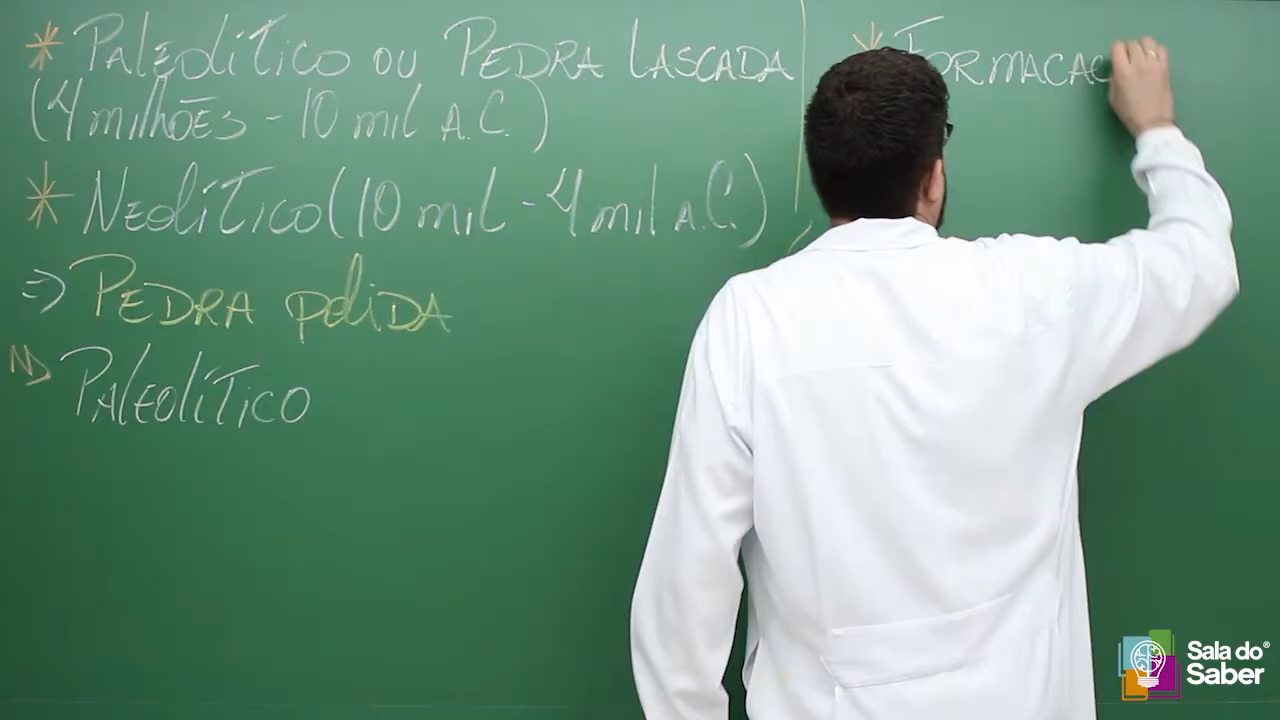 * Paleolítico ou Pedra Lascada
(4 milhões - 10 mil A.C.)
* Neolítico (10 mil - 4 mil a.C.)
=> Pedra polida
Paleolítico
* Formacac
Sala do®
Saber